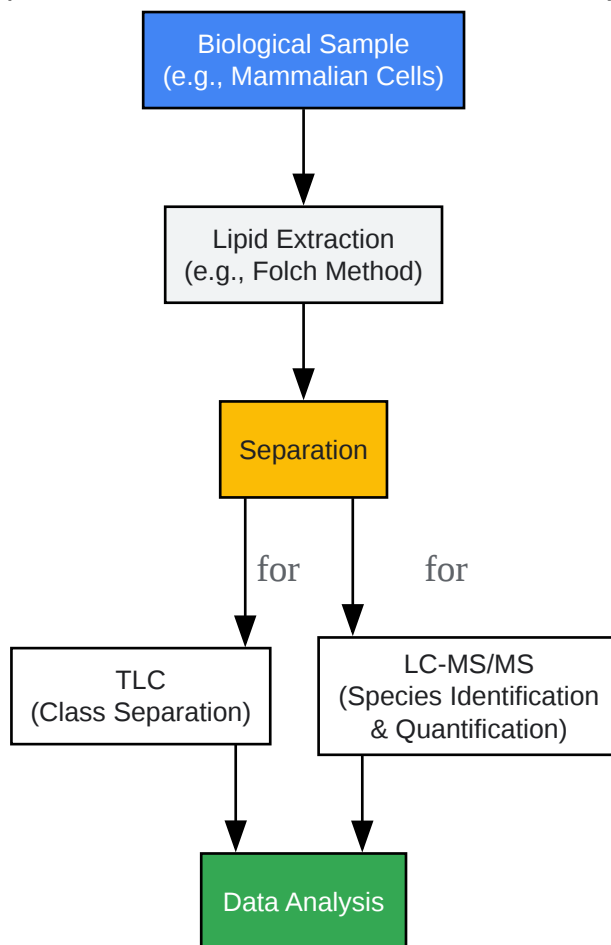 Biological Sample
(e.g., Mammalian Cells)
Lipid Extraction
(e.g., Folch Method)
Separation
for
for
TLC
(Class Separation)
LC-MS/MS
(Species Identification
& Quantification)
Data Analysis